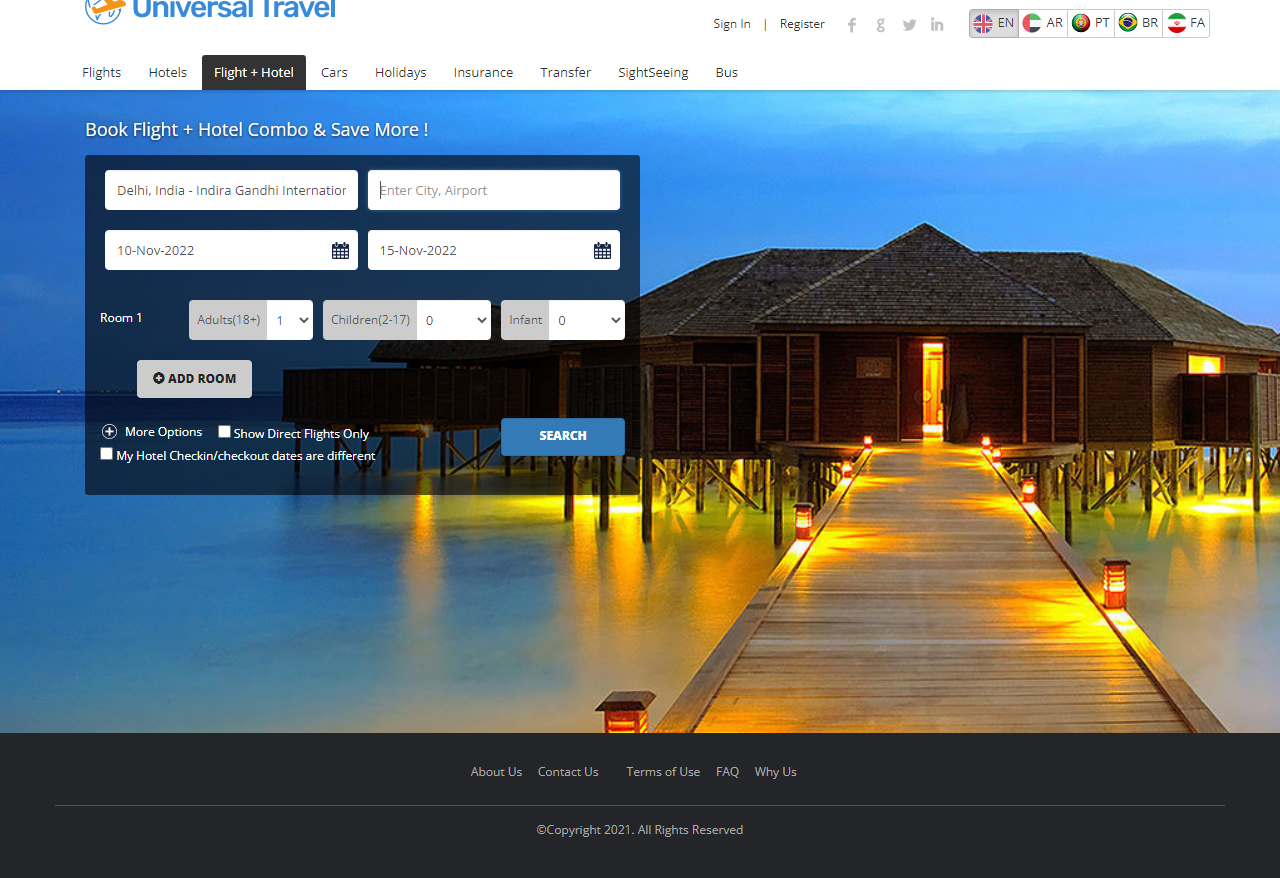 Universal Travel
Sign In | Register
EN AR PT BR FA
Flights Hotels Flight + Hotel Cars Holidays Insurance Transfer SightSeeing Bus
Book Flight + Hotel Combo & Save More !
Delhi, India - Indira Gandhi Internation Enter City, Airport
10-Nov-2022 15-Nov-2022
Room 1 Adults(18+) 1 Children(2-17) 0 Infant 0
ADD ROOM
More Options Show Direct Flights Only SEARCH
My Hotel Checkin/checkout dates are different
About Us Contact Us Terms of Use FAQ Why Us
©Copyright 2021. All Rights Reserved